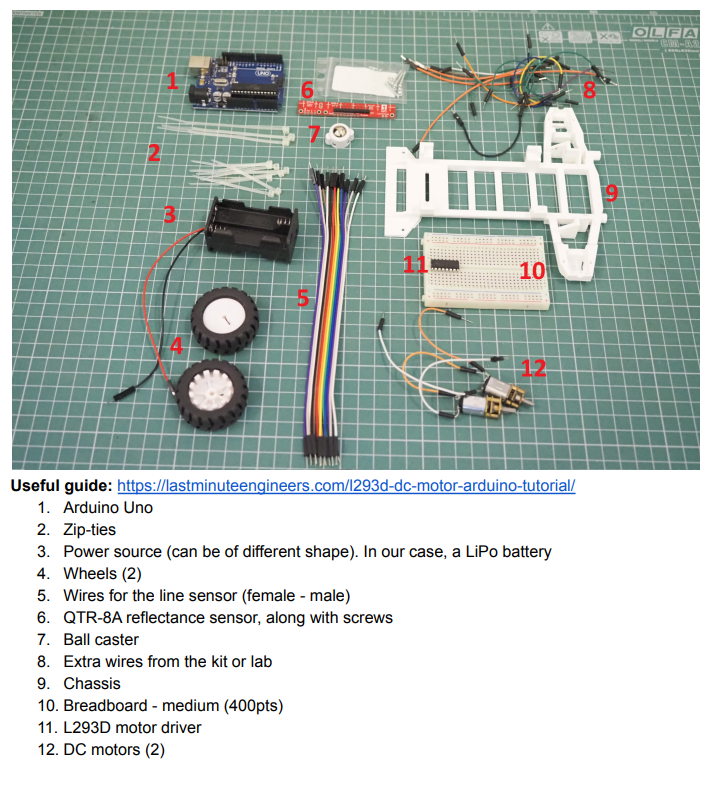 OLFA
1
6
8
7
2
3
9
11
10
5
4
12
UNO
Useful guide: https://lastminuteengineers.com/l293d-dc-motor-arduino-tutorial/
1. Arduino Uno
2. Zip-ties
3. Power source (can be of different shape). In our case, a LiPo battery
4. Wheels (2)
5. Wires for the line sensor (female - male)
6. QTR-8A reflectance sensor, along with screws
7. Ball caster
8. Extra wires from the kit or lab
9. Chassis
10. Breadboard - medium (400pts)
11. L293D motor driver
12. DC motors (2)